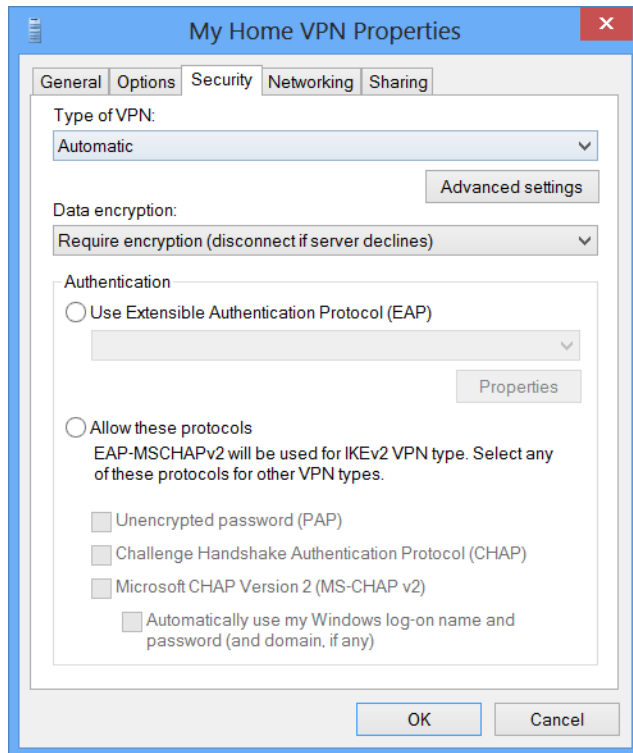 My Home VPN Properties
General Options Security Networking Sharing
Type of VPN:
Automatic
Advanced settings
Data encryption:
Require encryption (disconnect if server declines)
Authentication
Use Extensible Authentication Protocol (EAP)
Properties
Allow these protocols
EAP-MSCHAPv2 will be used for IKEv2 VPN type. Select any
of these protocols for other VPN types.
Unencrypted password (PAP)
Challenge Handshake Authentication Protocol (CHAP)
Microsoft CHAP Version 2 (MS-CHAP v2)
Automatically use my Windows log-on name and
password (and domain, if any)
OK Cancel